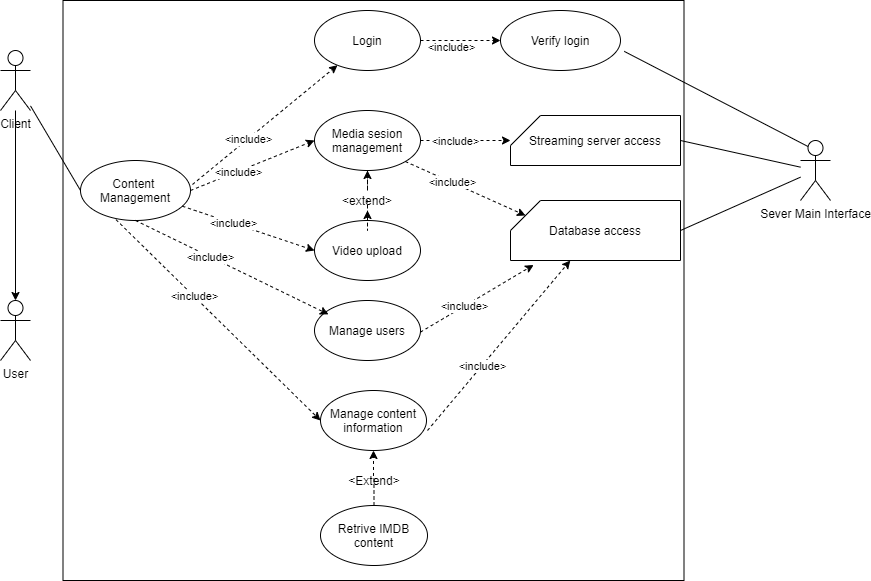 Login
<include>
Verify login
Client
<include>
Media sesion
management
<include>
Streaming server access
<include>
Content
Management
<include>
<extend>
Sever Main Interface
<include>
Video upload
Database access
<include>
<include>
<include>
Manage users
User
<include>
Manage content
information
<Extend>
Retrive IMDB
content